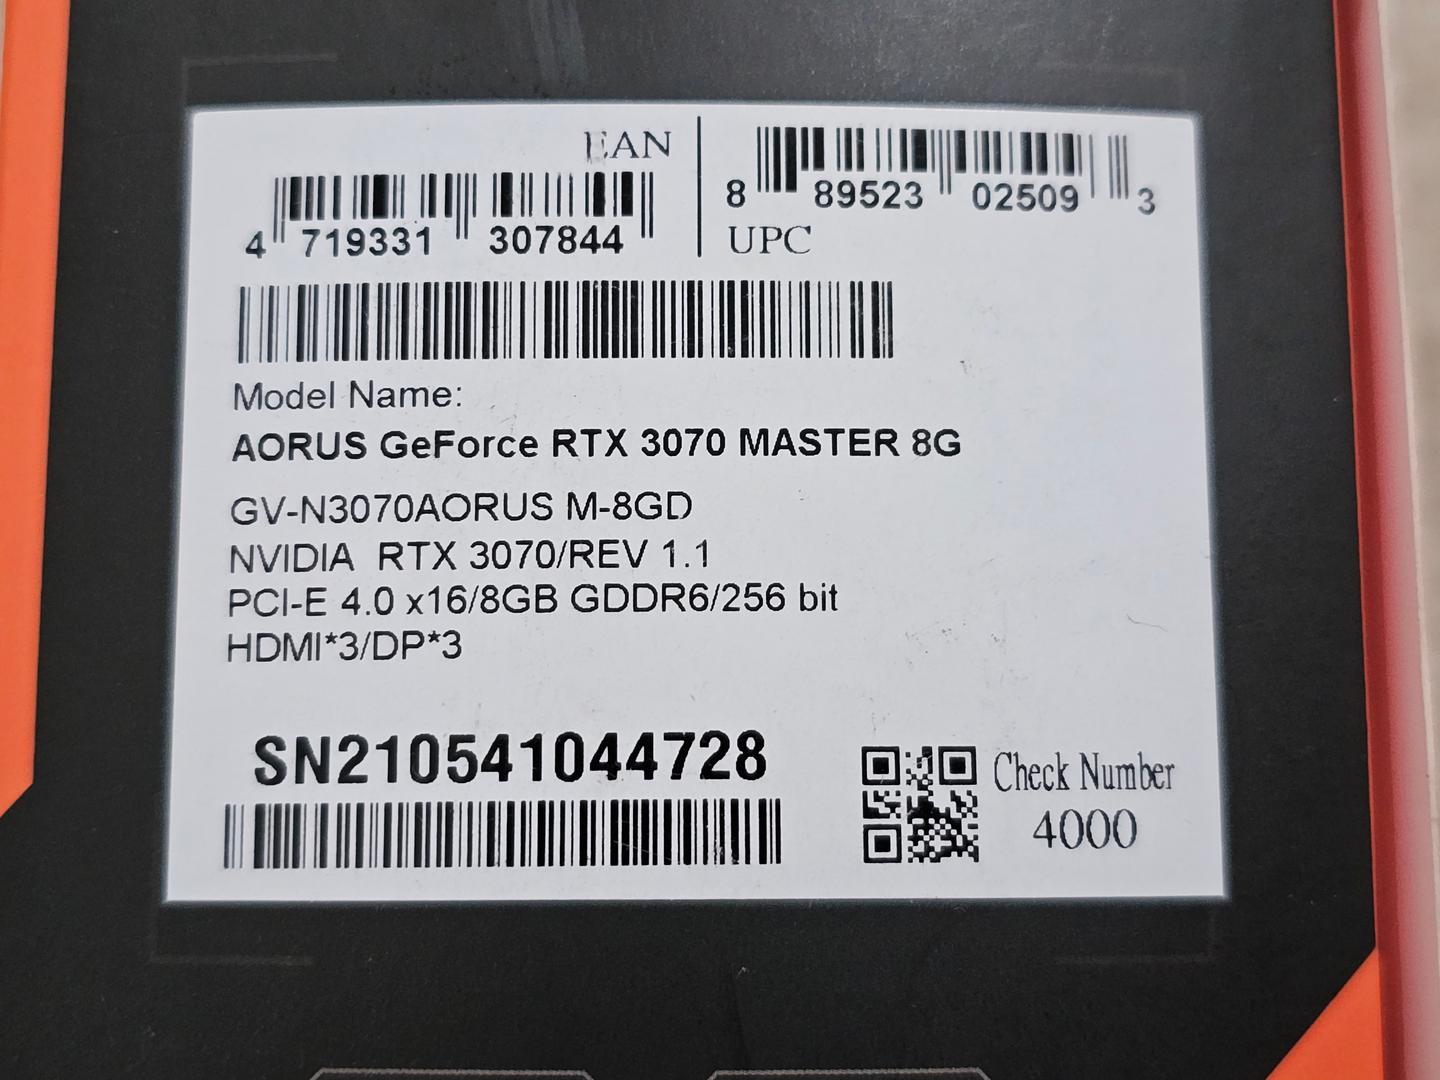 EAN
4 719331 307844
8 89523 02509 3
UPC
Model Name:
AORUS GeForce RTX 3070 MASTER 8G
GV-N3070AORUS M-8GD
NVIDIA RTX 3070/REV 1.1
PCI-E 4.0 x16/8GB GDDR6/256 bit
HDMI*3/DP*3
SN210541044728
Check Number
4000